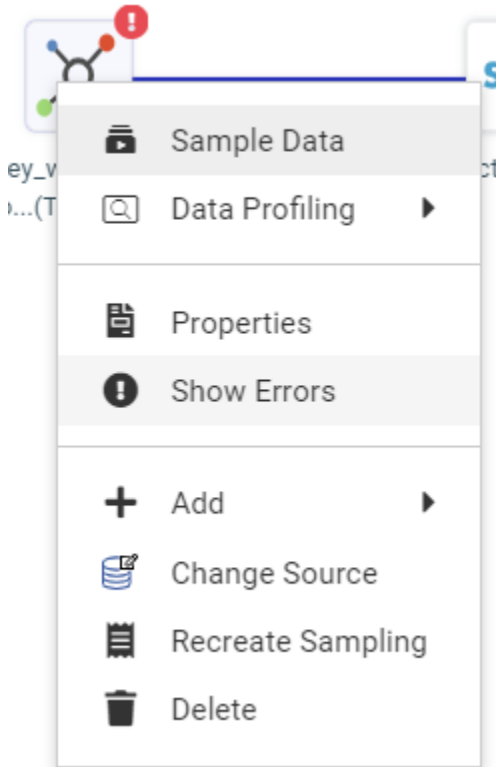 Sample Data
Data Profiling
Properties
Show Errors
Add
Change Source
Recreate Sampling
Delete